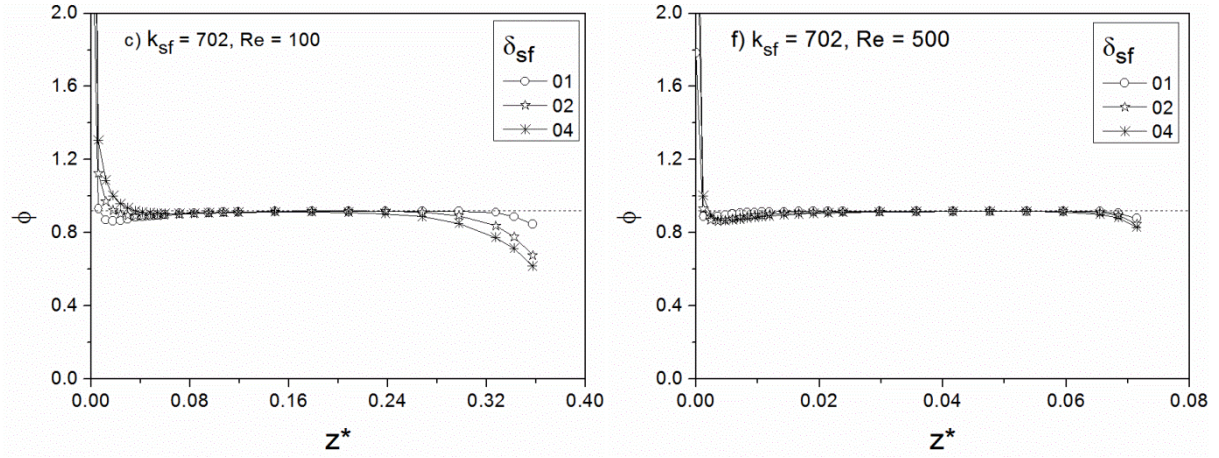 c) k_sf = 702, Re = 100
δ_sf
01
02
04
2.0
1.6
1.2
0.8
0.4
0.0
ϕ
0.00 0.08 0.16 0.24 0.32 0.40
z*
f) k_sf = 702, Re = 500
δ_sf
01
02
04
2.0
1.6
1.2
0.8
0.4
0.0
ϕ
0.00 0.02 0.04 0.06 0.08
z*